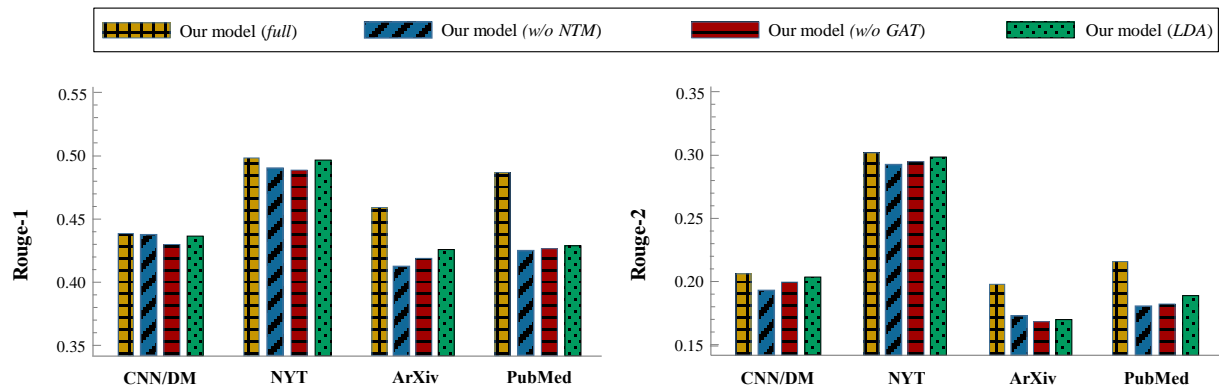 Our model (full) Our model (w/o NTM) Our model (w/o GAT) Our model (LDA)
Rouge-1
0.55
0.50
0.45
0.40
0.35
CNN/DM NYT ArXiv PubMed
Rouge-2
0.35
0.30
0.25
0.20
0.15
CNN/DM NYT ArXiv PubMed